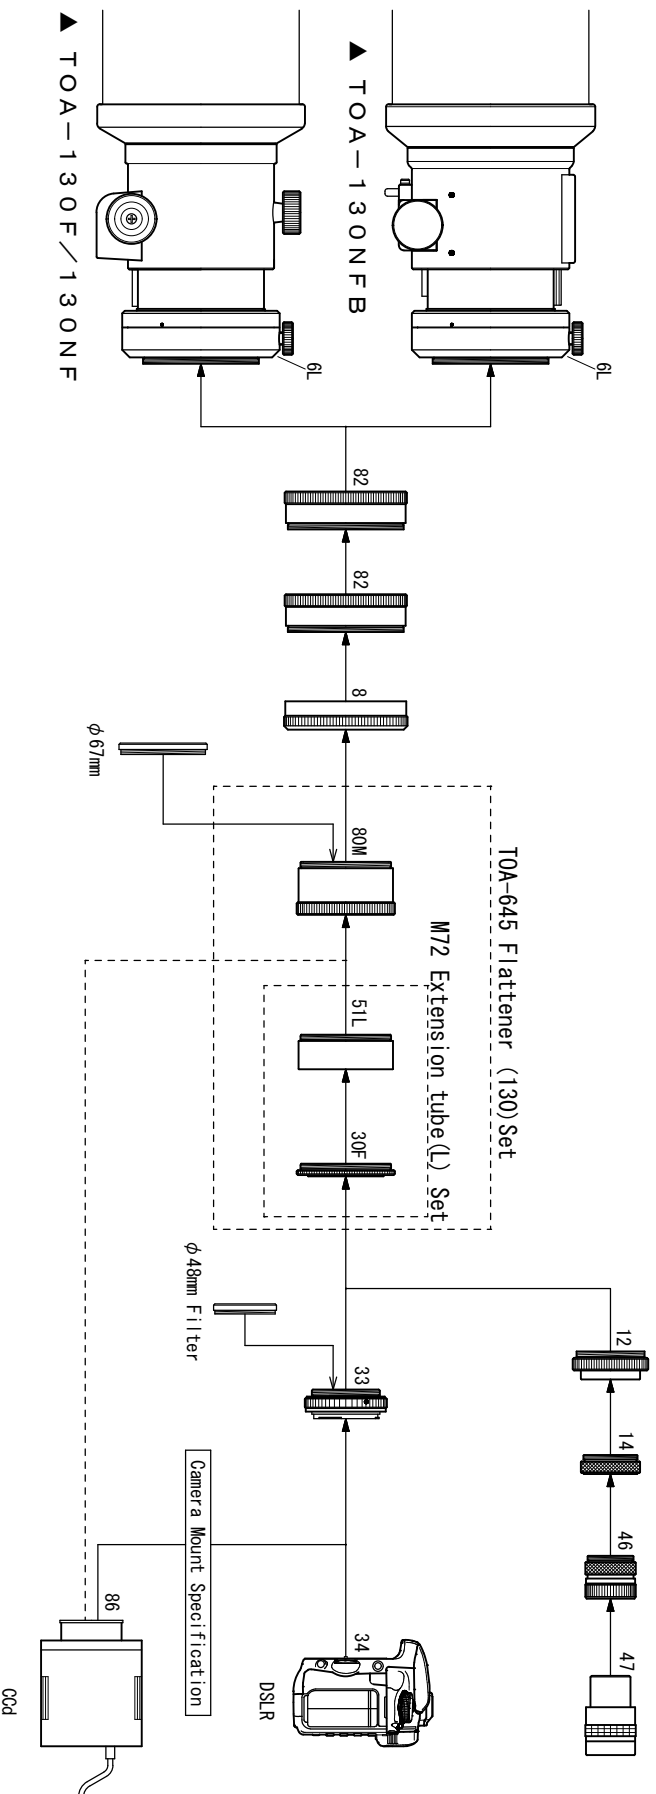 ▲ TOA-130NFB
▲ TOA-130F/130NF
6L
6L
82
82
8
φ67mm
TOA-645 Flattener (130)Set
80M
M72 Extension tube(L) Set
51L
30F
φ48mm Filter
33
12
14
46
47
Camera Mount Specification
34
DSLR
86
CCd